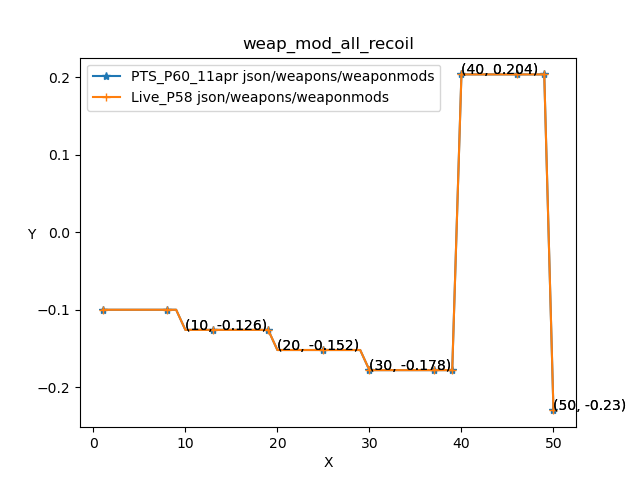 weap_mod_all_recoil
PTS_P60_11apr json/weapons/weaponmods
Live_P58 json/weapons/weaponmods
(40, 0.204)
(10, -0.126)
(20, -0.152)
(30, -0.178)
(50, -0.23)
Y
0.2
0.1
0.0
−0.1
−0.2
0 10 20 30 40 50
X